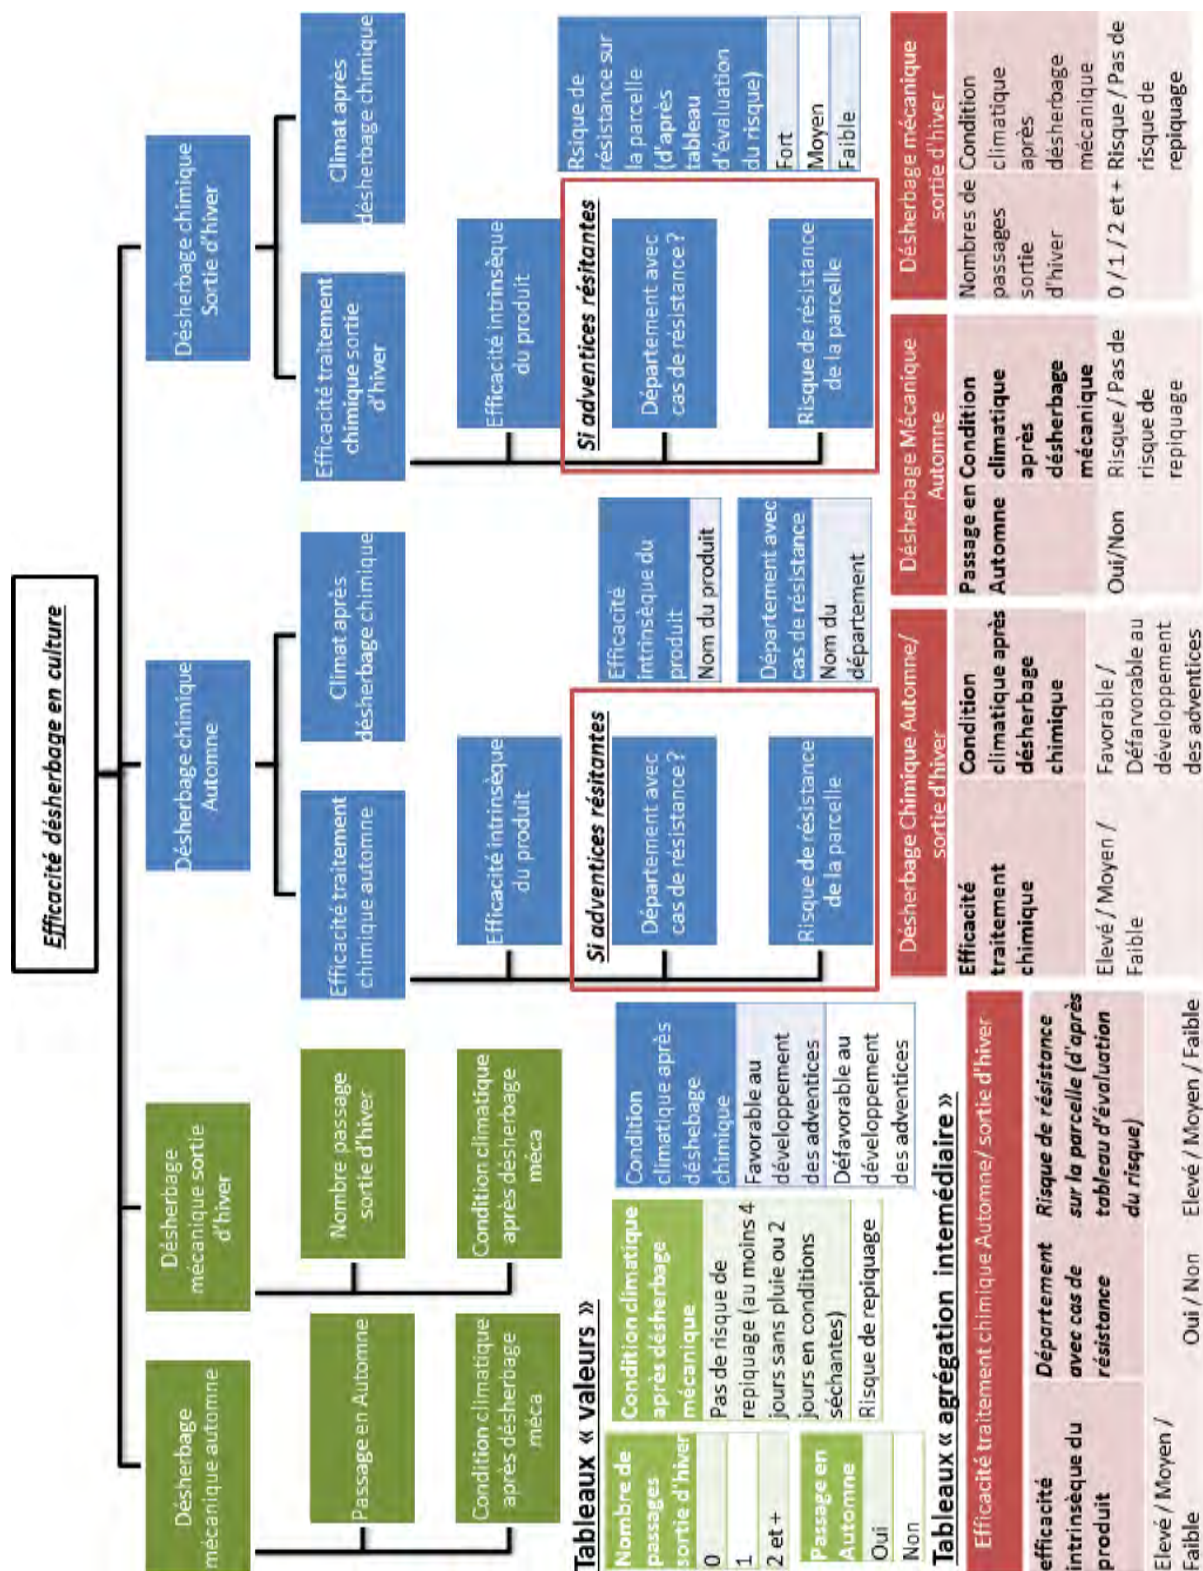 Efficacité désherbage en culture
Désherbage
mécanique automne
Désherbage
mécanique sortie
d'hiver
Désherbage chimique
Automne
Désherbage chimique
Sortie d'hiver
Passage en Automne
Condition climatique
après désherbage
méca
Nombre passage
sortie d'hiver
Condition climatique
après désherbage
méca
Efficacité traitement
chimique automne
Climat après
désherbage chimique
Efficacité intrinsèque
du produit
Si adventices résitantes
Département avec
cas de résistance ?
Risque de résistance
de la parcelle
Efficacité traitement
chimique sortie
d'hiver
Climat après
désherbage chimique
Efficacité intrinsèque
du produit
Si adventices résitantes
Département avec
cas de résistance ?
Risque de résistance
de la parcelle
Tableaux « valeurs »
Nombre de
passages
sortie d'hiver
0
1
2 et +
Passage en
Automne
Oui
Non
Condition climatique
après désherbage
mécanique
Pas de risque de
repiquage (au moins 4
jours sans pluie ou 2
jours en conditions
séchantes)
Risque de repiquage
Condition
climatique après
déshebage
chimique
Favorable au
développement
des adventices
Défavorable au
développement
des adventices
Efficacité
intrinsèque du
produit
Nom du produit
Département avec
cas de résistance
Nom du
département
Rsique de
résistance sur
la parcelle
(d'après
tableau
d'évaluation
du risque)
Fort
Moyen
Faible
Tableaux « agrégation intemédiaire »
Efficacité traitement chimique Automne/ sortie d'hiver
efficacité
intrinsèque du
produit
Département
avec cas de
résistance
Risque de résistance
sur la parcelle (d'après
tableau d'évaluation
du risque)
Elevé / Moyen /
Faible
Oui / Non
Elevé / Moyen / Faible
Désherbage Chimique Automne/
sortie d'hiver
Efficacité
traitement
chimique
Condition
climatique après
désherbage
chimique
Elevé / Moyen /
Faible
Favorable /
Défarvorable au
développement
des adventices
Désherbage Mécanique
Automne
Passage en
Automne
Condition
climatique
après
désherbage
mécanique
Oui/Non
Risque / Pas de
risque de
repiquage
Désherbage mécanique
sortie d'hiver
Nombres de
passages
sortie
d'hiver
Condition
climatique
après
désherbage
mécanique
0 / 1 / 2 et +
Risque / Pas de
risque de
repiquage